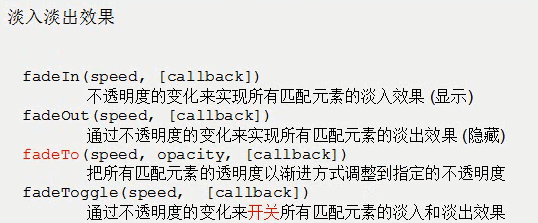 淡入淡出效果
fadeIn(speed, [callback])
不透明度的变化来实现所有匹配元素的淡入效果 (显示)
fadeOut(speed, [callback])
通过不透明度的变化来实现所有匹配元素的淡出效果 (隐藏)
fadeTo(speed, opacity, [callback])
把所有匹配元素的透明度以渐进方式调整到指定的不透明度
fadeToggle(speed, [callback])
通过不透明度的变化来开关所有匹配元素的淡入和淡出效果